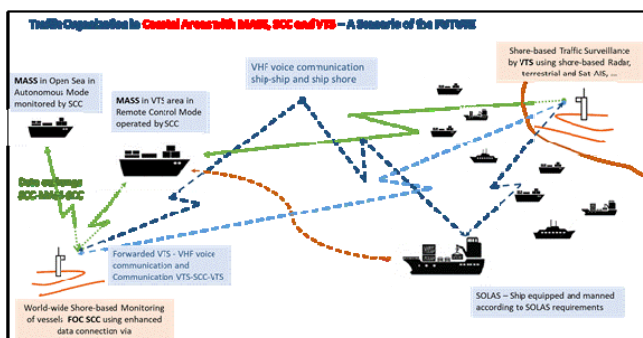 Traffic Organization in Coastal Areas with MASS, SCC and VTS – A Scenario of the FUTURE
MASS in Open Sea in
Autonomous Mode
monitored by SCC
MASS in VTS area in
Remote Control Mode
operated by SCC
VHF voice communication
ship-ship and ship shore
Shore-based Traffic Surveillance
by VTS using shore-based Radar,
terrestrial and Sat-AIS, ...
Data exchange
SCC-MASS-SCC
Forwarded VTS - VHF voice
communication and
Communication VTS-SCC-VTS
World-wide Shore-based Monitoring
of vessels FOC SCC using enhanced
data connection via
SOLAS – Ship equipped and manned
according to SOLAS requirements